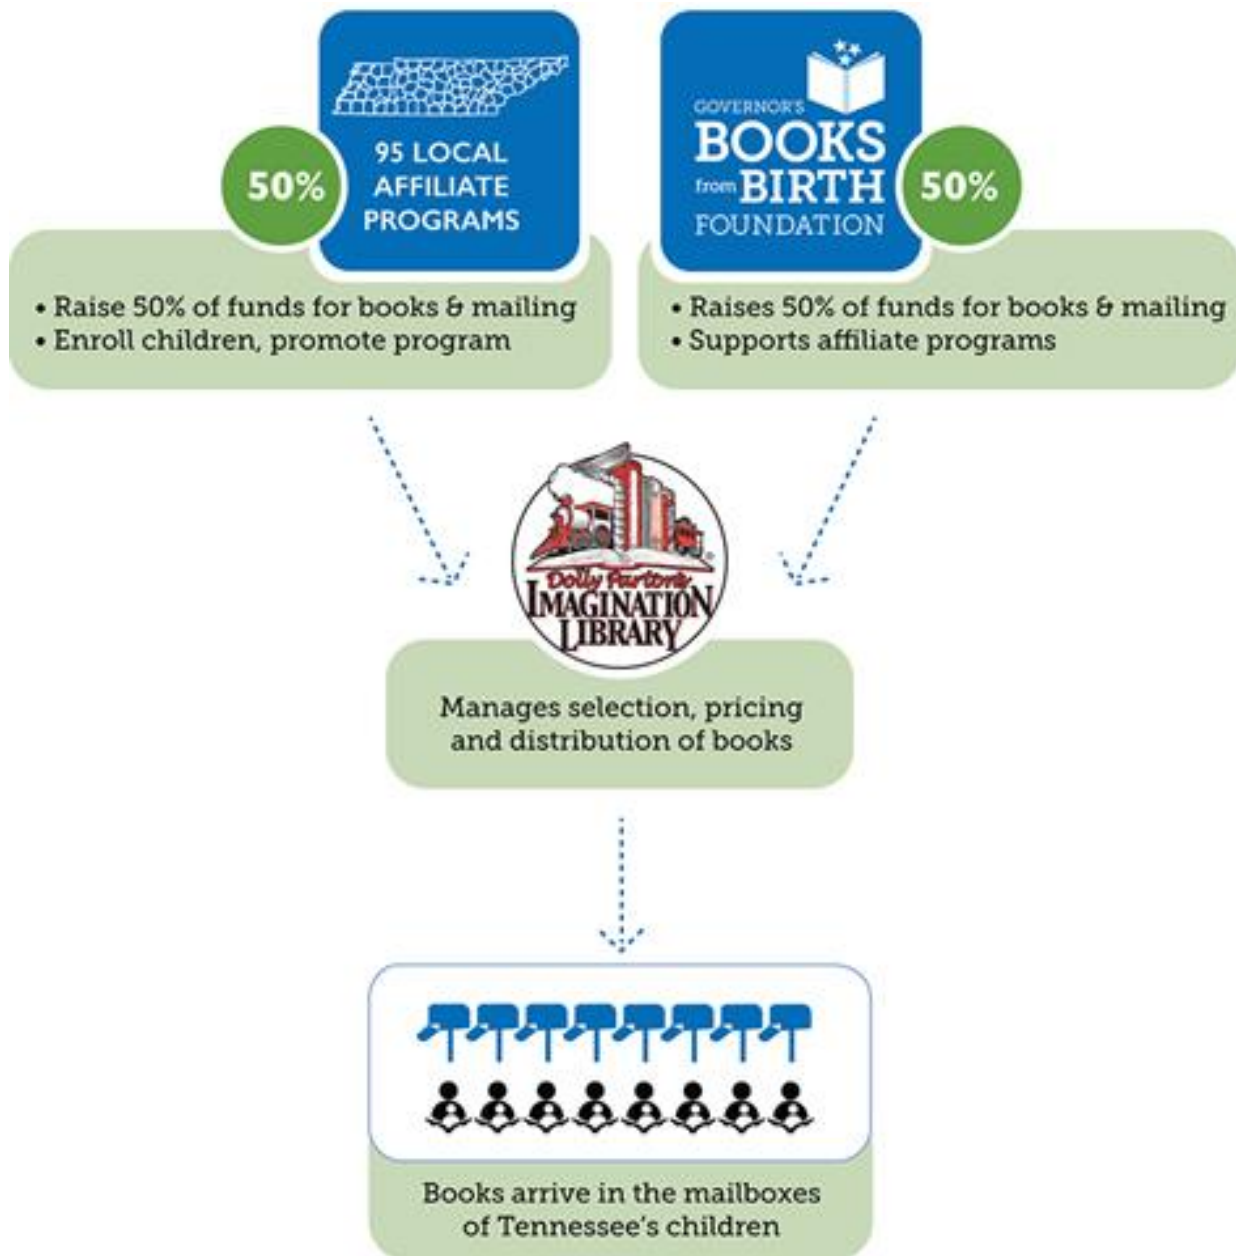 95 LOCAL
AFFILIATE
PROGRAMS
50%
• Raise 50% of funds for books & mailing
• Enroll children, promote program
GOVERNOR'S
BOOKS
from BIRTH
FOUNDATION
50%
• Raises 50% of funds for books & mailing
• Supports affiliate programs
Dolly Parton's
IMAGINATION
LIBRARY
®
Manages selection, pricing
and distribution of books
Books arrive in the mailboxes
of Tennessee's children